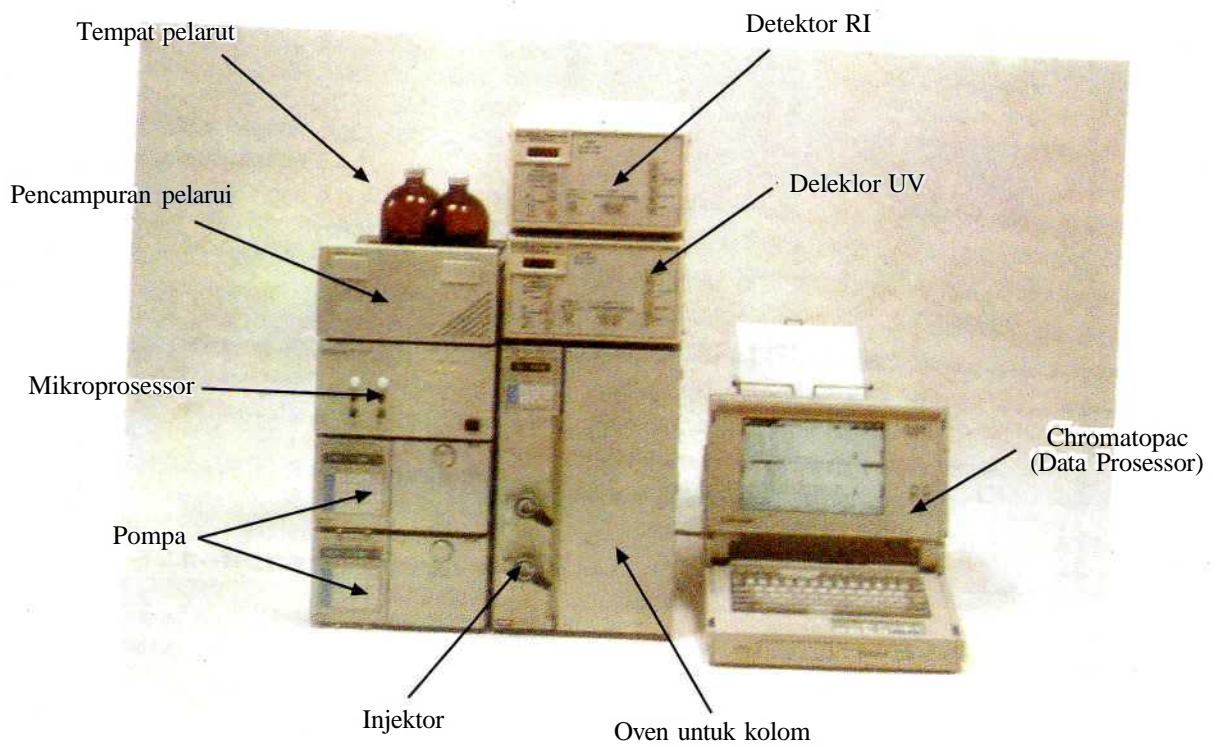 Tempat pelarut
Detektor RI
Pencampuran pelarui
Deleklor UV
Mikroprosessor
Chromatopac
(Data Prosessor)
Pompa
Injektor
Oven untuk kolom